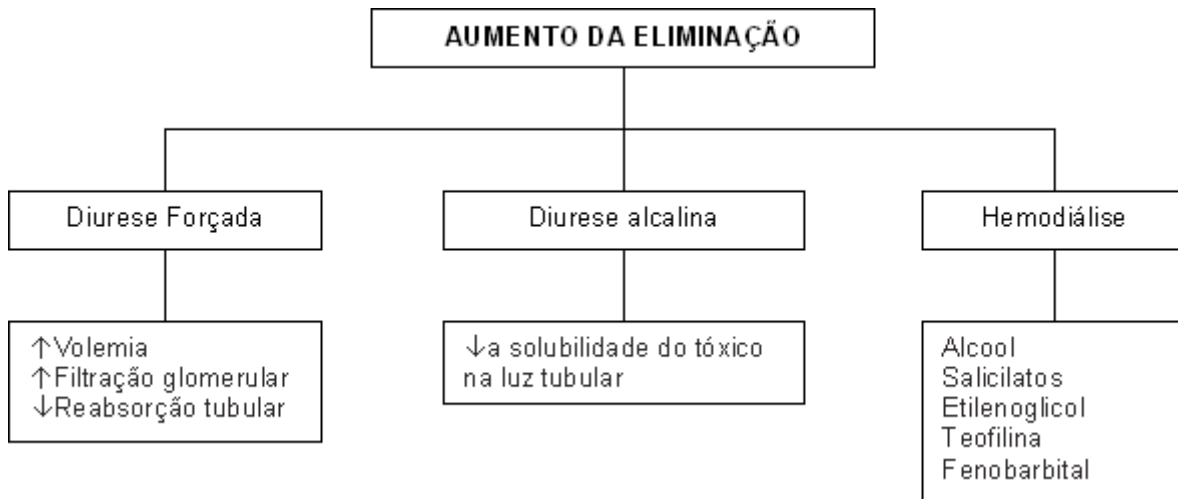 AUMENTO DA ELIMINAÇÃO
Diurese Forçada
Diurese alcalina
Hemodiálise
↑Volemia
↑Filtração glomerular
↓Reabsorção tubular
↓a solubilidade do tóxico
na luz tubular
Alcool
Salicilatos
Etilenoglicol
Teofilina
Fenobarbital